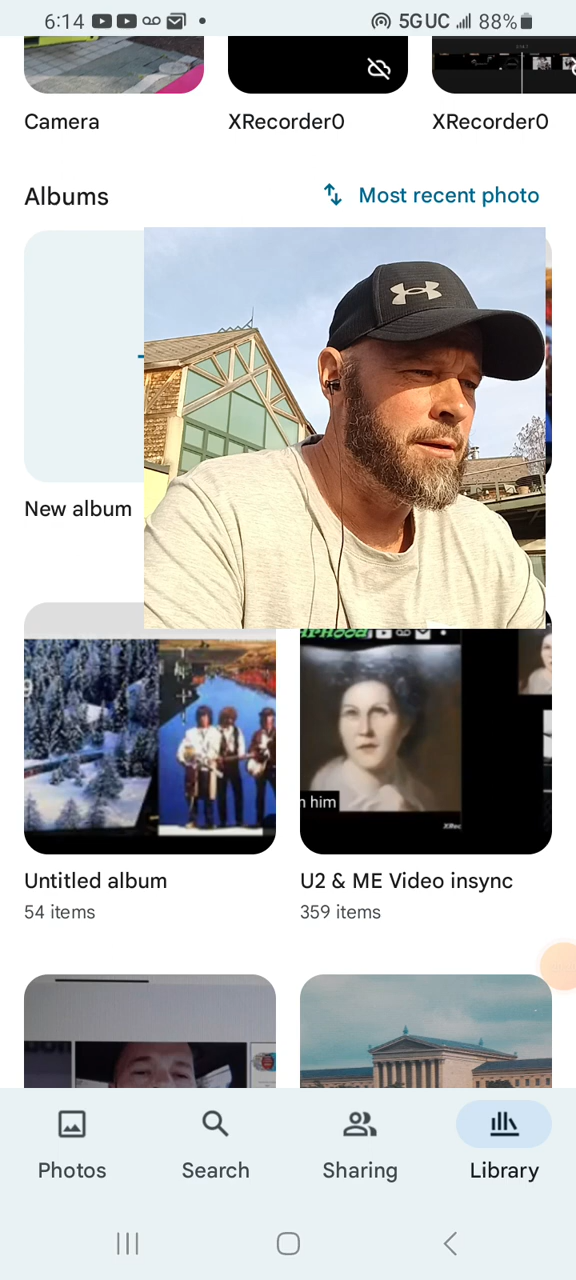 6:14 5G UC 88%
Camera XRecorder0 XRecorder0
Albums Most recent photo
New album
n him
Untitled album U2 & ME Video insync
54 items 359 items
Photos Search Sharing Library